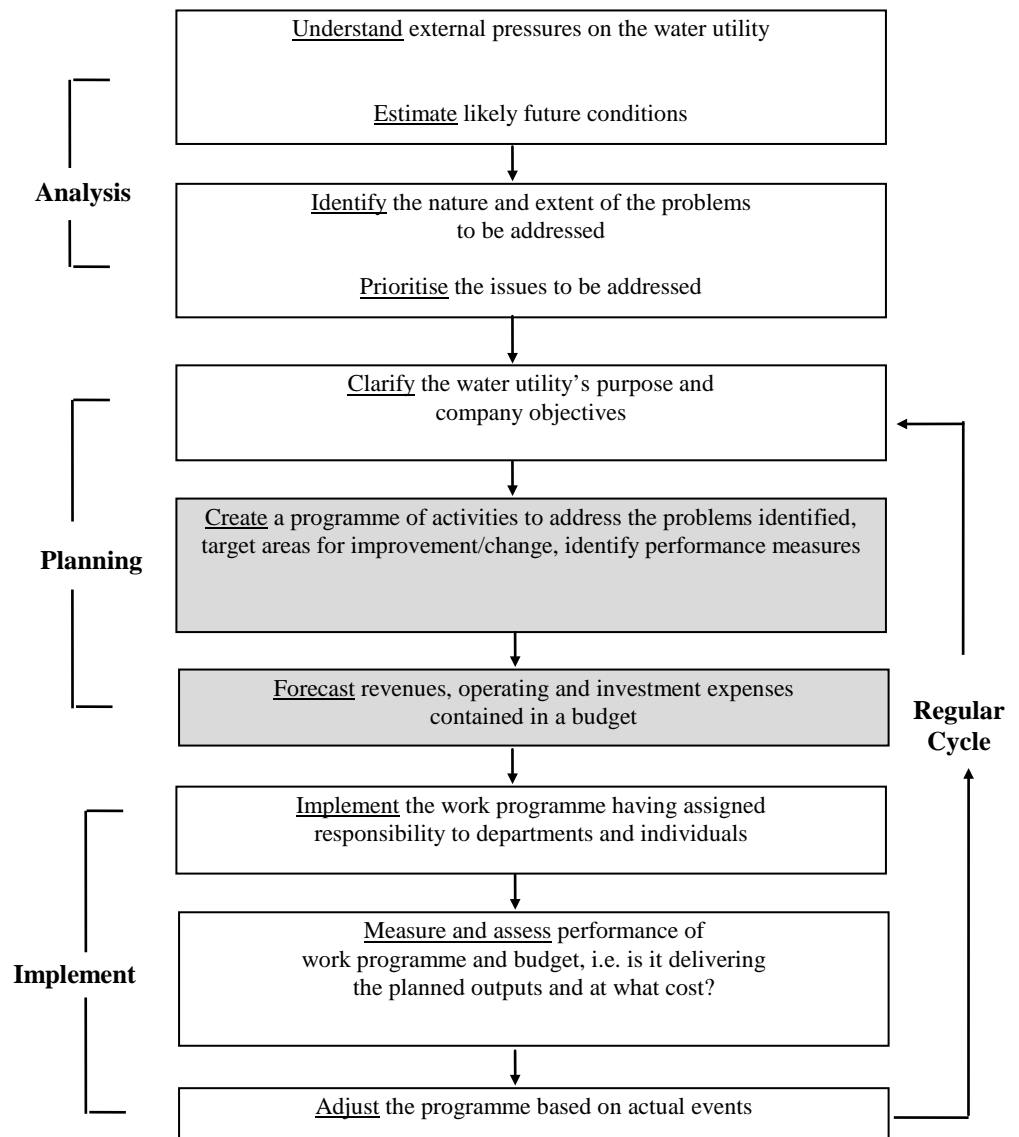 Understand external pressures on the water utility
Estimate likely future conditions
Analysis
Identify the nature and extent of the problems
to be addressed
Prioritise the issues to be addressed
Clarify the water utility’s purpose and
company objectives
Create a programme of activities to address the problems identified,
target areas for improvement/change, identify performance measures
Planning
Forecast revenues, operating and investment expenses
contained in a budget
Regular
Cycle
Implement the work programme having assigned
responsibility to departments and individuals
Measure and assess performance of
work programme and budget, i.e. is it delivering
the planned outputs and at what cost?
Implement
Adjust the programme based on actual events